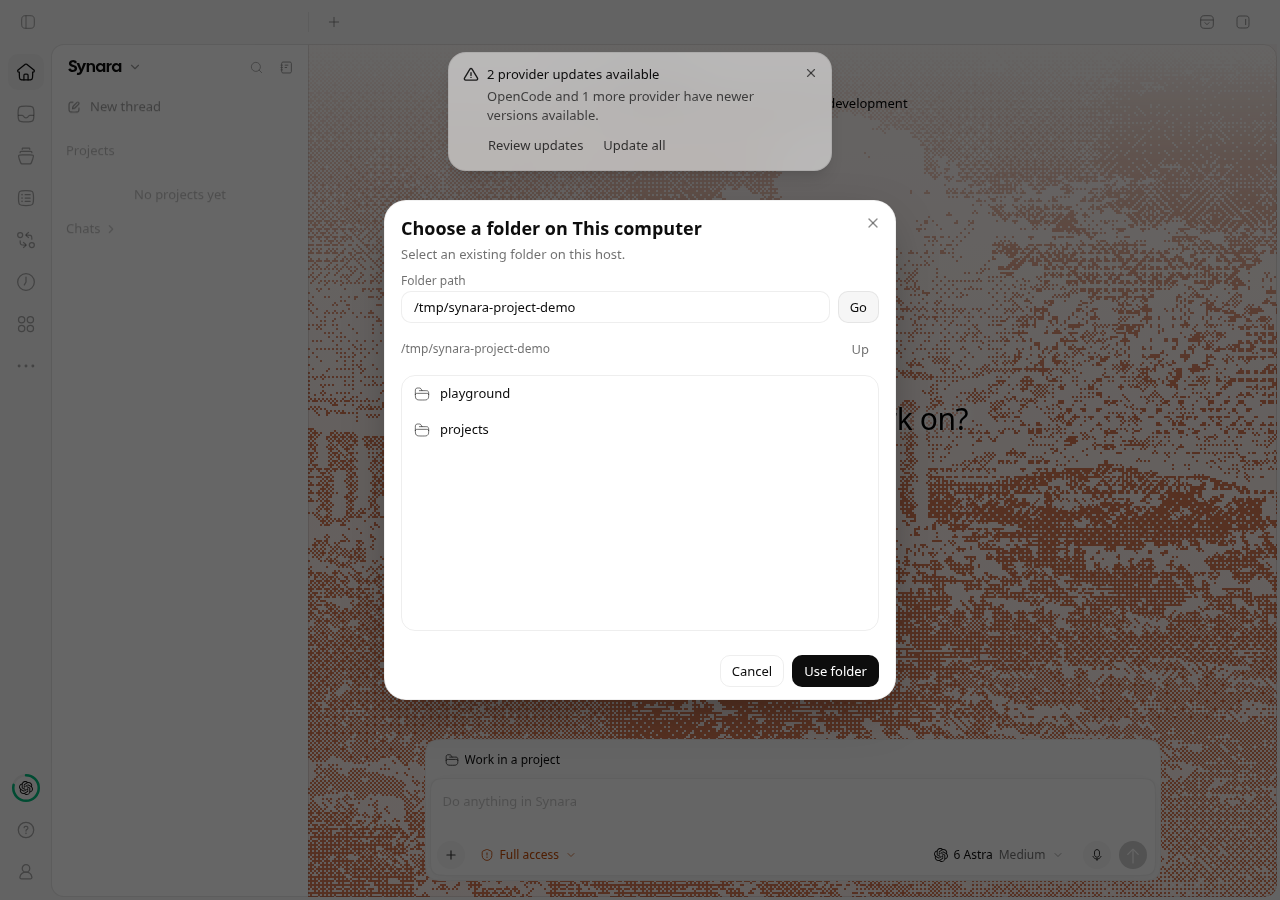 Synara
New thread
Projects
No projects yet
Chats
2 provider updates available
OpenCode and 1 more provider have newer
versions available.
Review updates
Update all
development
Choose a folder on This computer
Select an existing folder on this host.
Folder path
/tmp/synara-project-demo
Go
/tmp/synara-project-demo
Up
playground
projects
Cancel
Use folder
k on?
Work in a project
Do anything in Synara
Full access
6 Astra Medium